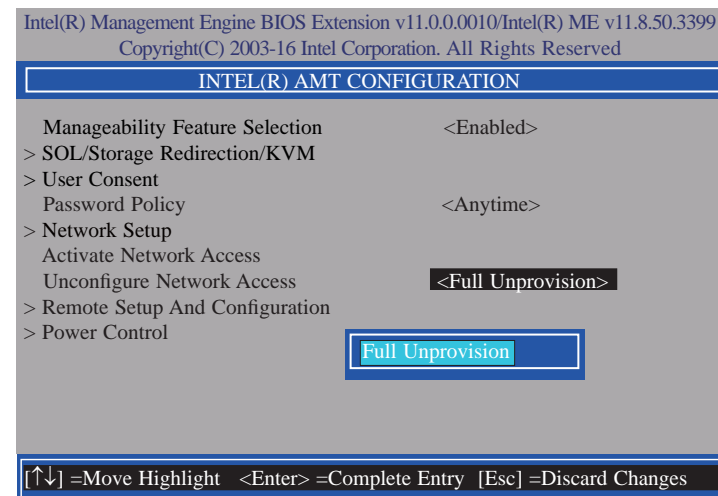 Intel(R) Management Engine BIOS Extension v11.0.0.0010/Intel(R) ME v11.8.50.3399
Copyright(C) 2003-16 Intel Corporation. All Rights Reserved
INTEL(R) AMT CONFIGURATION
Manageability Feature Selection <Enabled>
> SOL/Storage Redirection/KVM
> User Consent
Password Policy <Anytime>
> Network Setup
Activate Network Access
Unconfigure Network Access <Full Unprovision>
> Remote Setup And Configuration
> Power Control
Full Unprovision
[↑↓] =Move Highlight <Enter> =Complete Entry [Esc] =Discard Changes